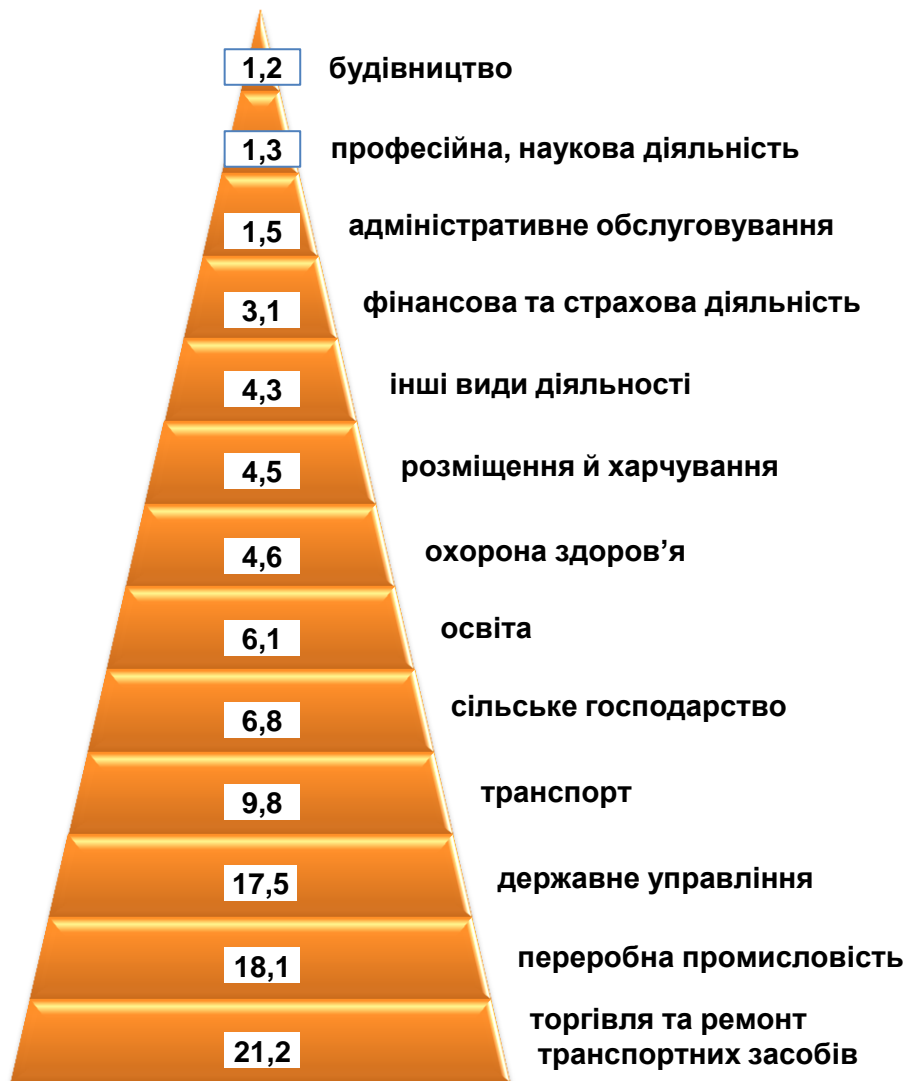 1,2 будівництво
1,3 професійна, наукова діяльність
1,5 адміністративне обслуговування
3,1 фінансова та страхова діяльність
4,3 інші види діяльності
4,5 розміщення й харчування
4,6 охорона здоров’я
6,1 освіта
6,8 сільське господарство
9,8 транспорт
17,5 державне управління
18,1 переробна промисловість
21,2 торгівля та ремонт
транспортних засобів